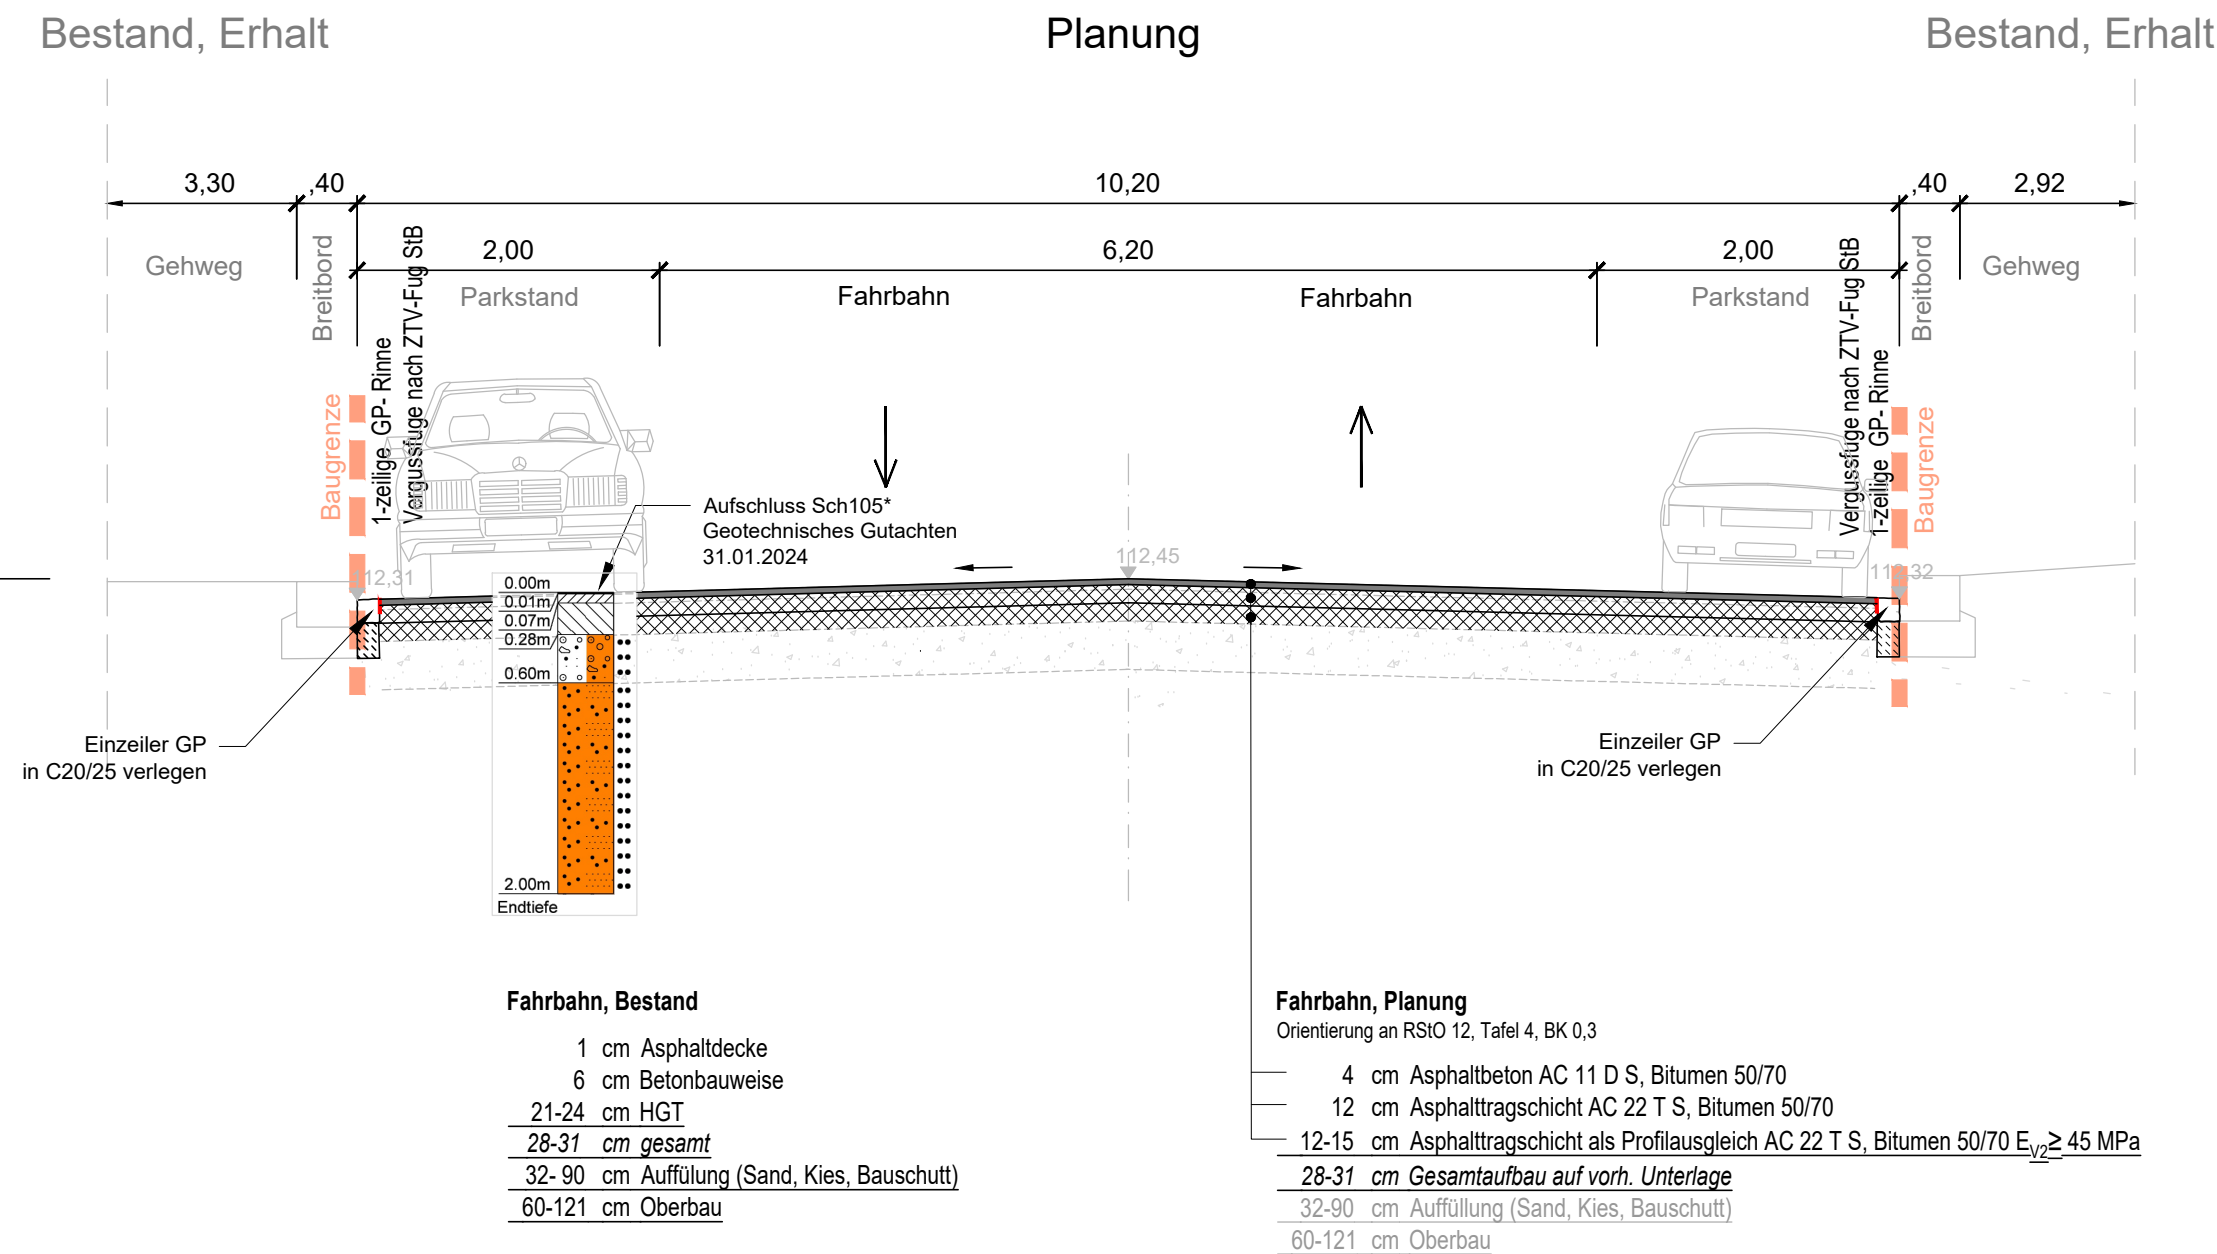 Bestand, Erhalt
Planung
Bestand, Erhalt
3,30
,40
10,20
,40
2,92
2,00
6,20
2,00
Gehweg
Breitbord
Parkstand
Fahrbahn
Fahrbahn
Parkstand
Breitbord
Gehweg
Baugrenze
1-zeilige GP- Rinne
Vergussfuge nach ZTV-Fug StB
Vergussfuge nach ZTV-Fug StB
1-zeilige GP- Rinne
Baugrenze
Aufschluss Sch105*
Geotechnisches Gutachten
31.01.2024
112,31
112,45
112,32
0.00m
0.01m
0.07m
0.28m
0.60m
2.00m
Endtiefe
Einzeiler GP
in C20/25 verlegen
Einzeiler GP
in C20/25 verlegen
Fahrbahn, Bestand
1 cm Asphaltdecke
6 cm Betonbauweise
21-24 cm HGT
28-31 cm gesamt
32- 90 cm Auffülung (Sand, Kies, Bauschutt)
60-121 cm Oberbau
Fahrbahn, Planung
Orientierung an RStO 12, Tafel 4, BK 0,3
4 cm Asphaltbeton AC 11 D S, Bitumen 50/70
12 cm Asphalttragschicht AC 22 T S, Bitumen 50/70
12-15 cm Asphalttragschicht als Profilausgleich AC 22 T S, Bitumen 50/70 EV2≥ 45 MPa
28-31 cm Gesamtaufbau auf vorh. Unterlage
32-90 cm Auffüllung (Sand, Kies, Bauschutt)
60-121 cm Oberbau